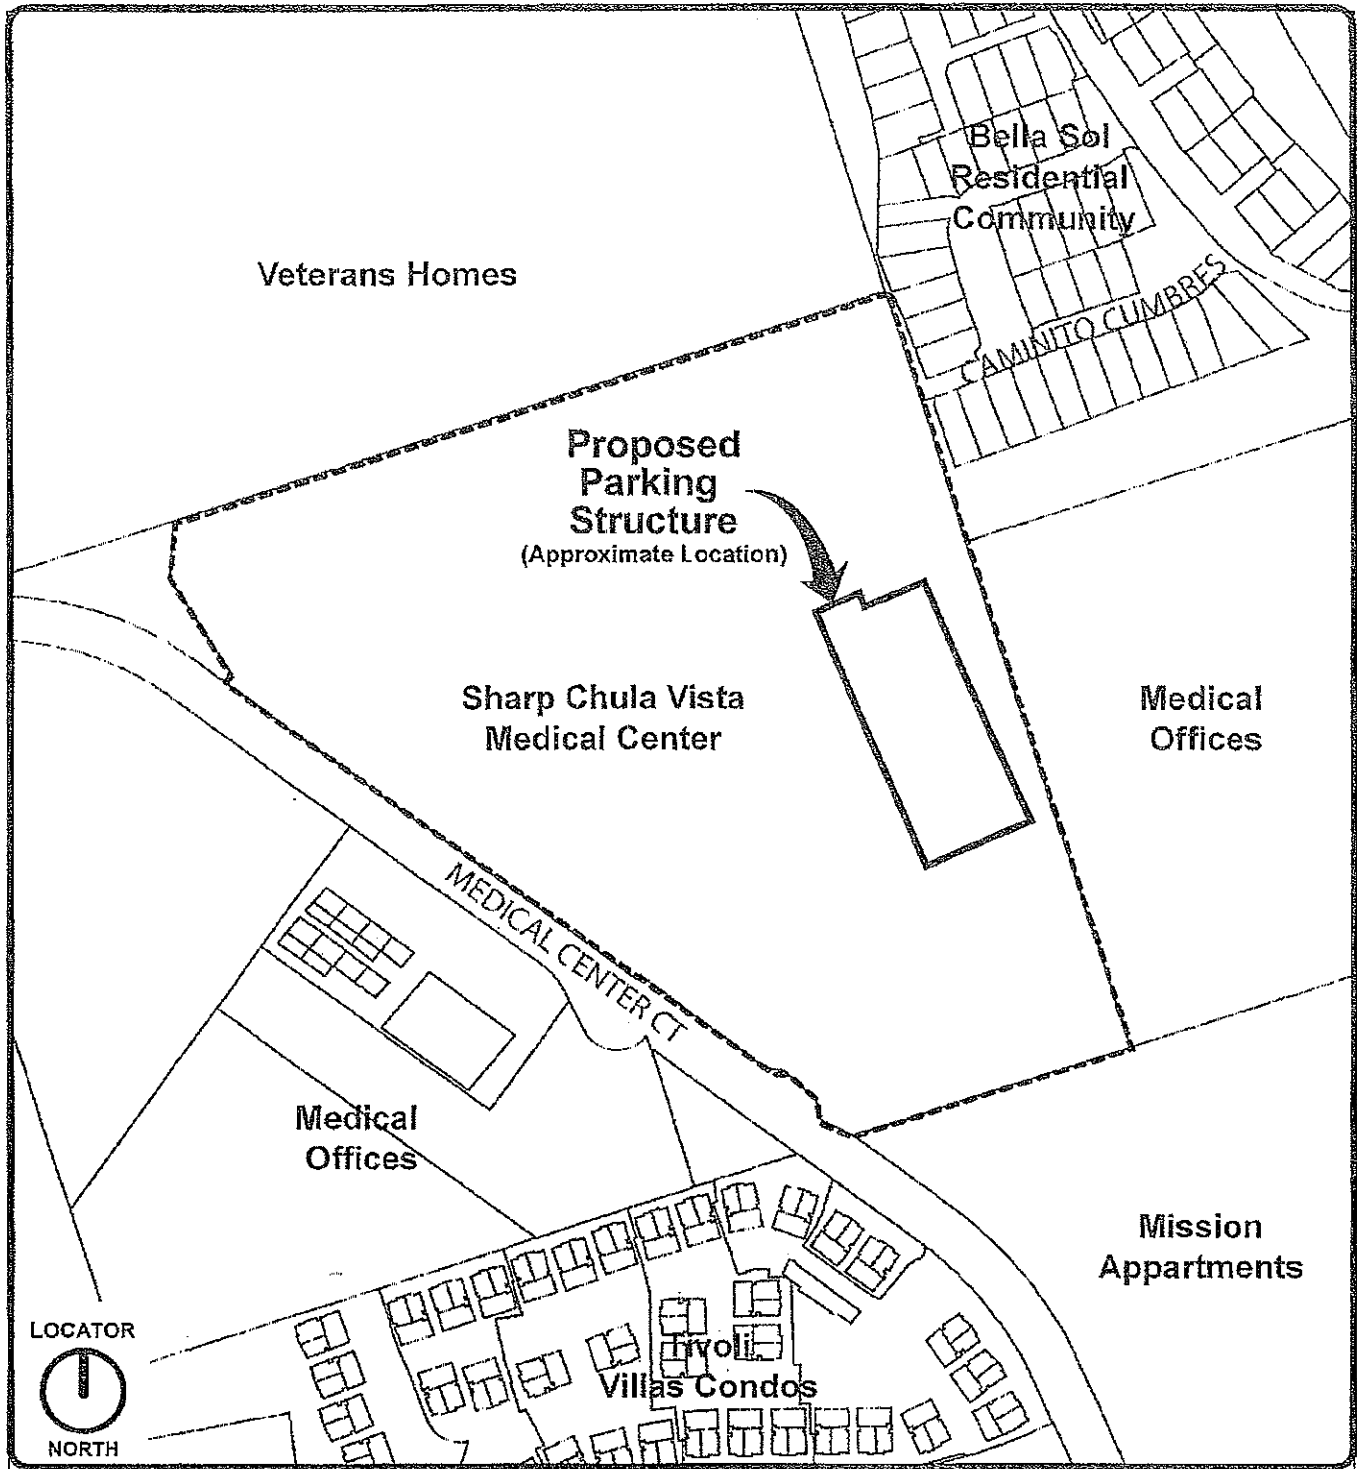 Bella Sol
Residential
Community
Veterans Homes
CAMINITO CUMBRES
Proposed
Parking
Structure
(Approximate Location)
Sharp Chula Vista
Medical Center
Medical
Offices
MEDICAL CENTER CT
Medical
Offices
Mission
Appartments
LOCATOR
NORTH
Tivoli
Villas Condos